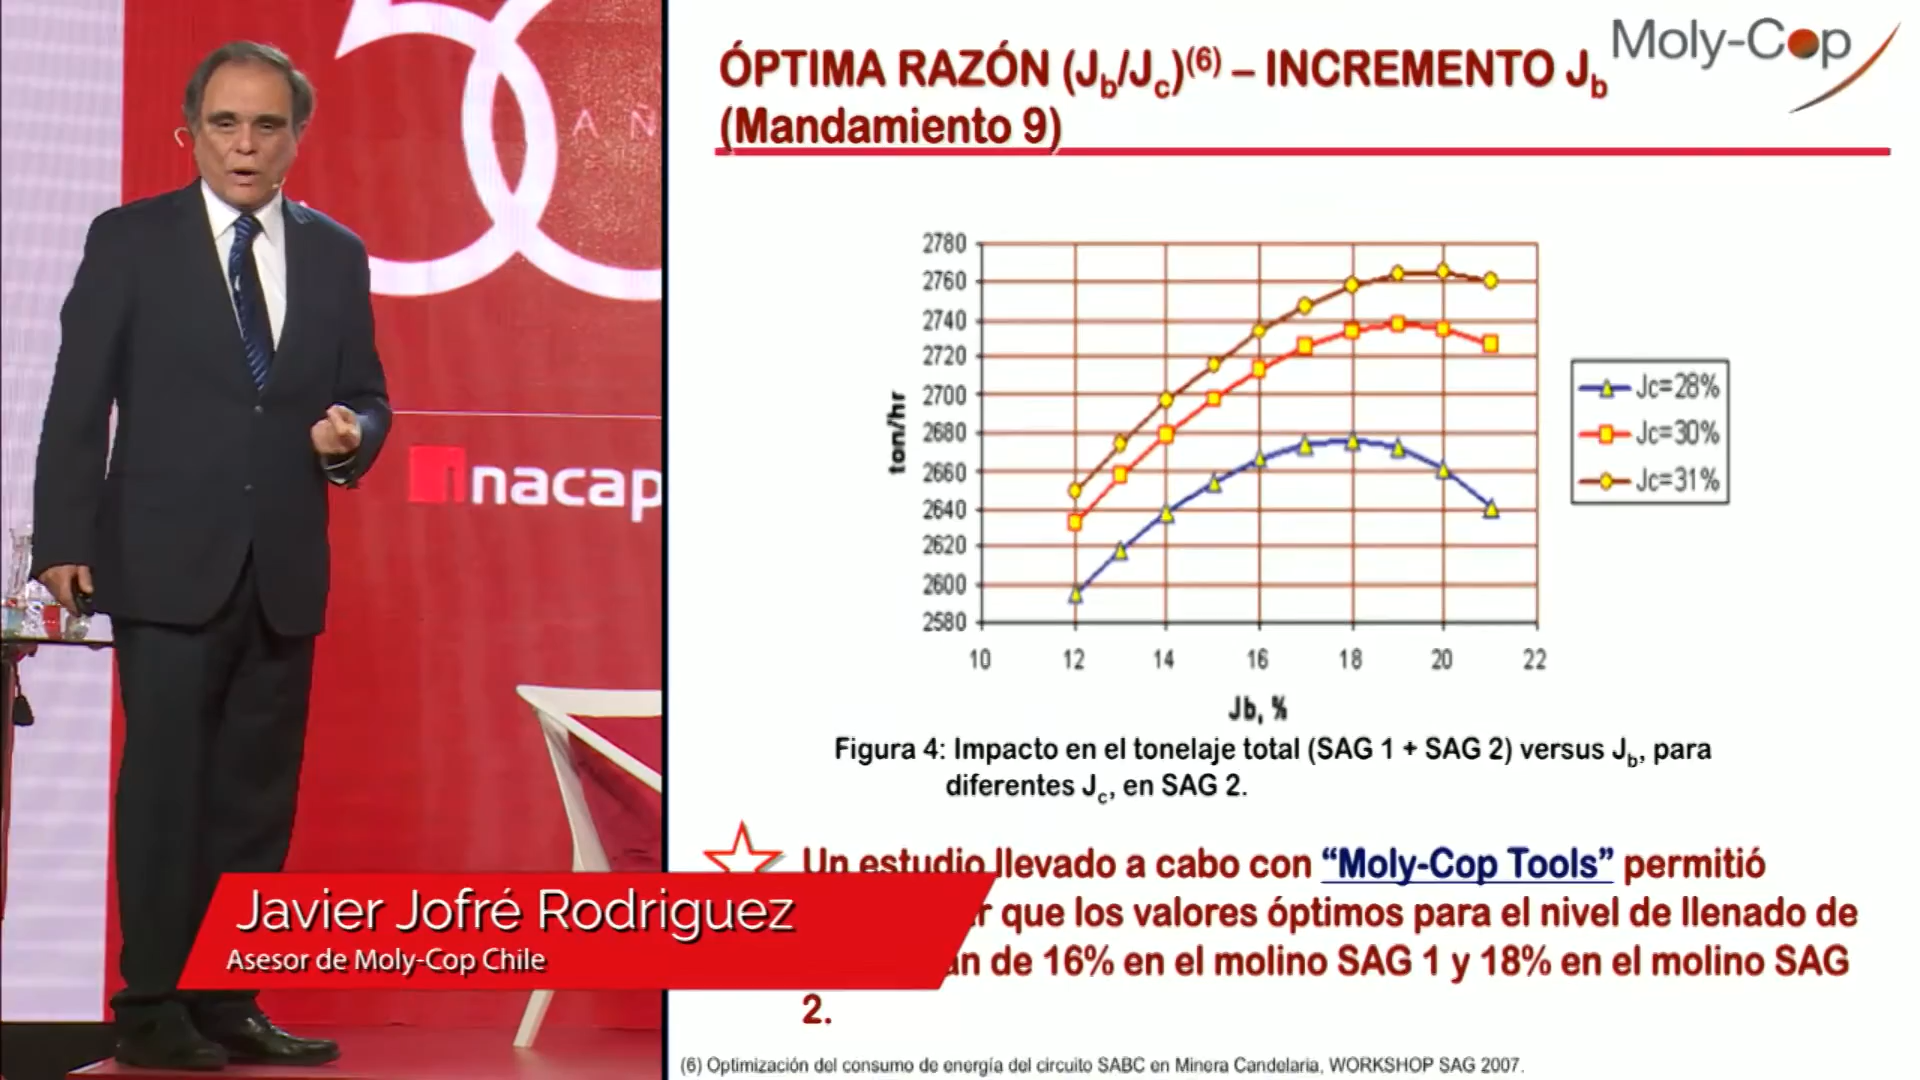 50
AÑ
nacap
Moly-Cop
ÓPTIMA RAZÓN (Jb/Jc)(6) – INCREMENTO Jb
(Mandamiento 9)
2780
2760
2740
2720
2700
2680
2660
2640
2620
2600
2580
ton/hr
10 12 14 16 18 20 22
Jb, %
Jc=28%
Jc=30%
Jc=31%
Figura 4: Impacto en el tonelaje total (SAG 1 + SAG 2) versus Jb, para
diferentes Jc, en SAG 2.
Un estudio llevado a cabo con “Moly-Cop Tools” permitió
que los valores óptimos para el nivel de llenado de
de 16% en el molino SAG 1 y 18% en el molino SAG
2.
Javier Jofré Rodriguez
Asesor de Moly-Cop Chile
(6) Optimización del consumo de energía del circuito SABC en Minera Candelaria, WORKSHOP SAG 2007.